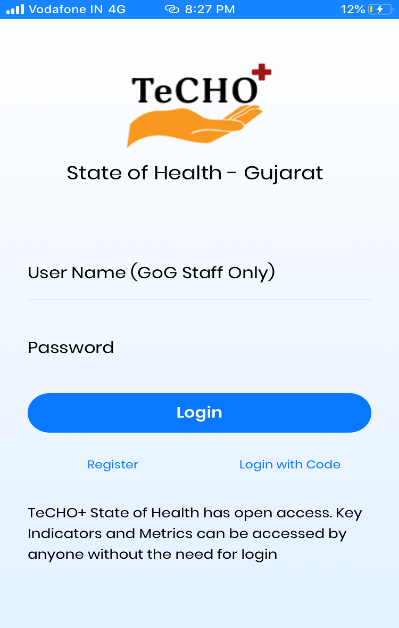 Vodafone IN 4G 8:27 PM 12%
TeCHO+
State of Health - Gujarat
User Name (GoG Staff Only)
Password
Login
Register Login with Code
TeCHO+ State of Health has open access. Key
Indicators and Metrics can be accessed by
anyone without the need for login